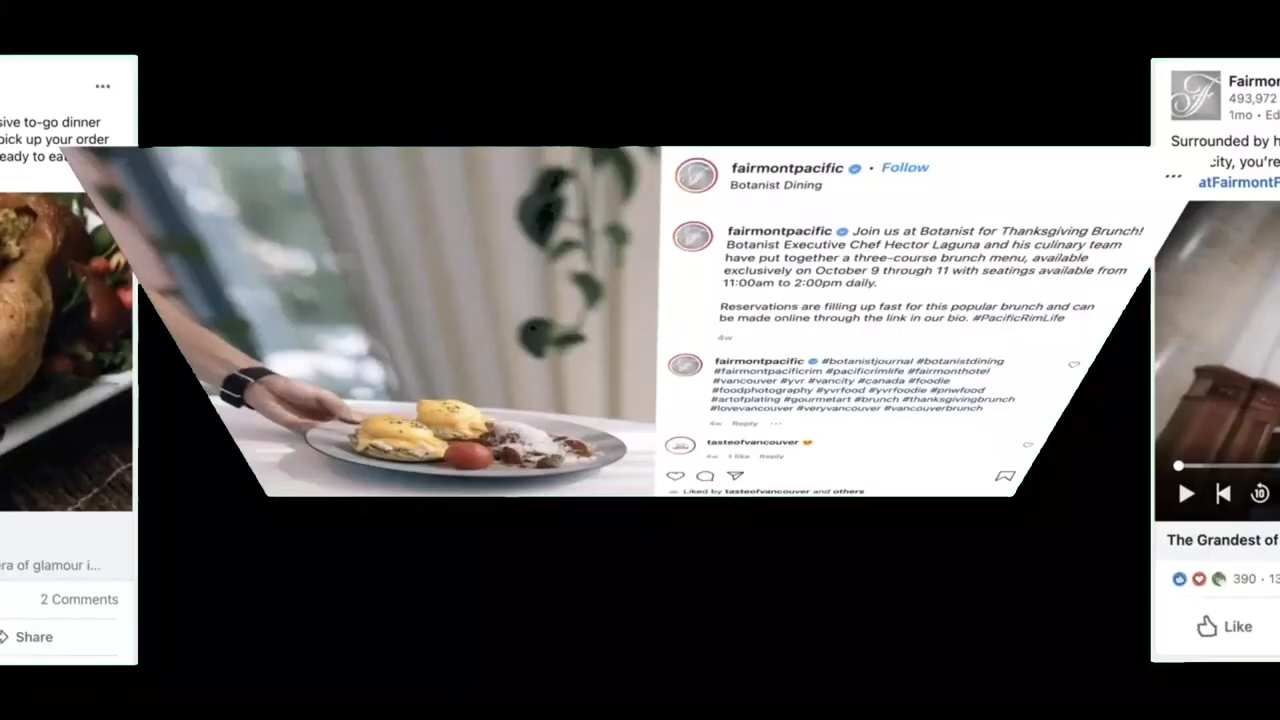 ...
sive to-go dinner
pick up your order
eady to ea
era of glamour i...
2 Comments
Share
fairmontpacific • Follow
Botanist Dining
fairmontpacific Join us at Botanist for Thanksgiving Brunch!
Botanist Executive Chef Hector Laguna and his culinary team
have put together a three-course brunch menu, available
exclusively on October 9 through 11 with seatings available from
11:00am to 2:00pm daily.
Reservations are filling up fast for this popular brunch and can
be made online through the link in our bio. #PacificRimLife
4w
fairmontpacific #botanistjournal #botanistdining
#fairmontpacificrim #pacificrimlife #fairmonthotel
#vancouver #yvr #vancity #canada #foodie
#foodphotography #yvrfood #yvrfoodie #pnwfood
#artofplating #gourmetart #brunch #thanksgivingbrunch
#lovevancouver #veryvancouver #vancouverbrunch
4w Reply ...
tasteofvancouver 🧡
4w 1 like Reply
Liked by tasteofvancouver and others
Fairmon
493,972
1mo • Ed
Surrounded by h
city, you're
...
atFairmontF
10
The Grandest of
390 · 13
Like